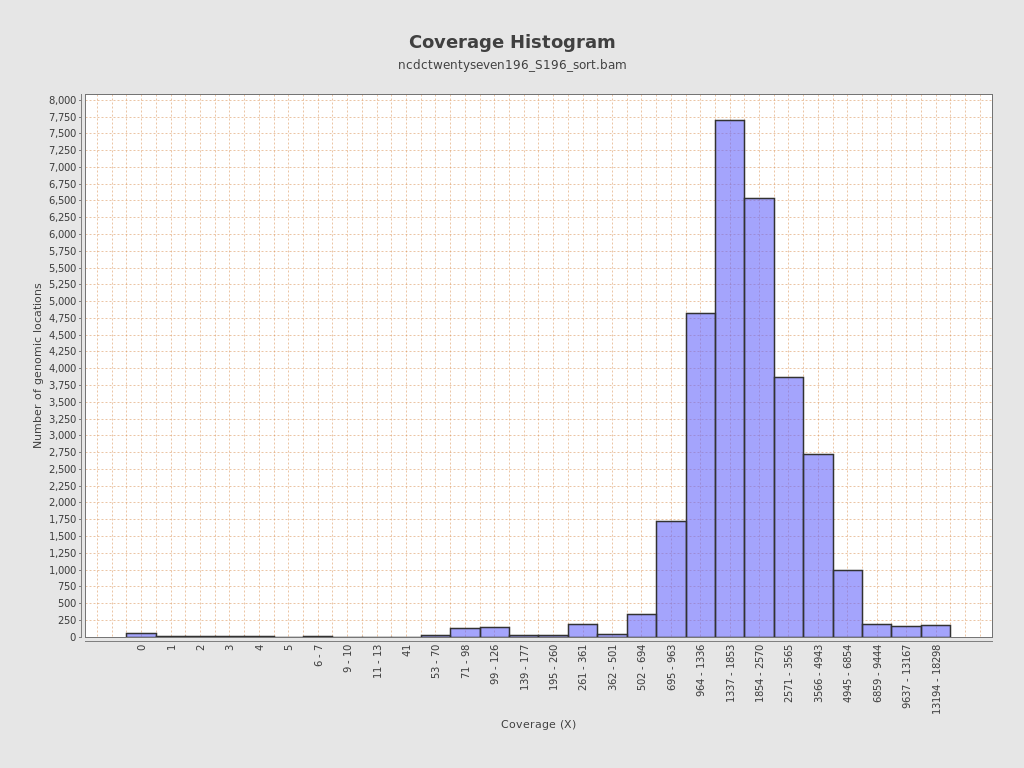 Coverage Histogram
ncdctwentyseven196_S196_sort.bam
Number of genomic locations
8,000
7,750
7,500
7,250
7,000
6,750
6,500
6,250
6,000
5,750
5,500
5,250
5,000
4,750
4,500
4,250
4,000
3,750
3,500
3,250
3,000
2,750
2,500
2,250
2,000
1,750
1,500
1,250
1,000
750
500
250
0
0
1
2
3
4
5
6 - 7
9 - 10
11 - 13
41
53 - 70
71 - 98
99 - 126
139 - 177
195 - 260
261 - 361
362 - 501
502 - 694
695 - 963
964 - 1336
1337 - 1853
1854 - 2570
2571 - 3565
3566 - 4943
4945 - 6854
6859 - 9444
9637 - 13167
13194 - 18298
Coverage (X)